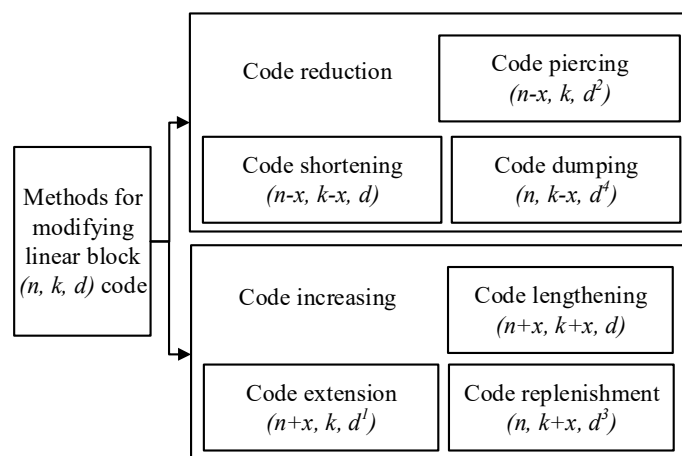 Methods for
modifying
linear block
(n, k, d) code
Code reduction
Code piercing
(n-x, k, d²)
Code shortening
(n-x, k-x, d)
Code dumping
(n, k-x, d⁴)
Code increasing
Code lengthening
(n+x, k+x, d)
Code extension
(n+x, k, d¹)
Code replenishment
(n, k+x, d³)